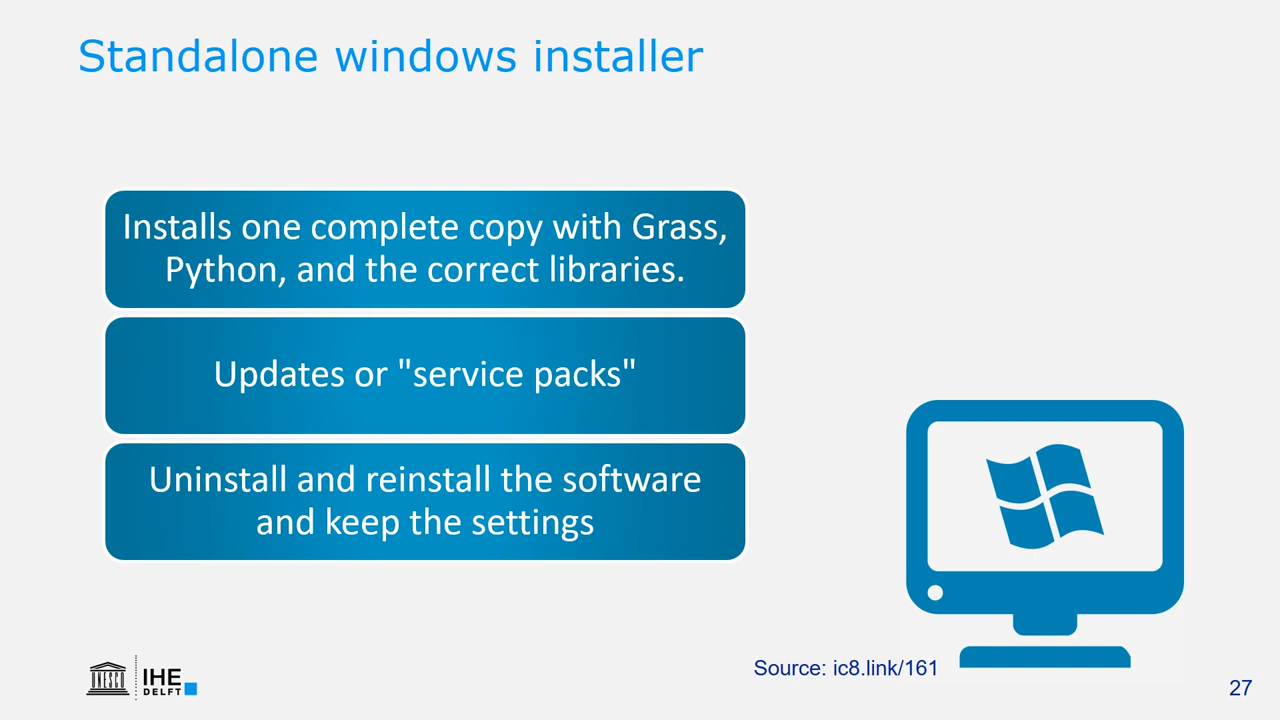 Standalone windows installer
Installs one complete copy with Grass,
Python, and the correct libraries.
Updates or "service packs"
Uninstall and reinstall the software
and keep the settings
UNESCO
IHE
DELFT
Source: ic8.link/161
27